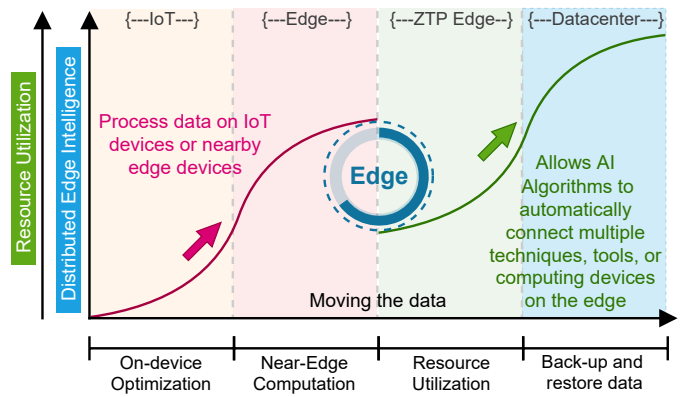 {---IoT---}
{---Edge---}
{---ZTP Edge--}
{---Datacenter---}
Resource Utilization
Distributed Edge Intelligence
Process data on IoT
devices or nearby
edge devices
Edge
Allows AI
Algorithms to
automatically
connect multiple
techniques, tools, or
computing devices
on the edge
Moving the data
On-device
Optimization
Near-Edge
Computation
Resource
Utilization
Back-up and
restore data